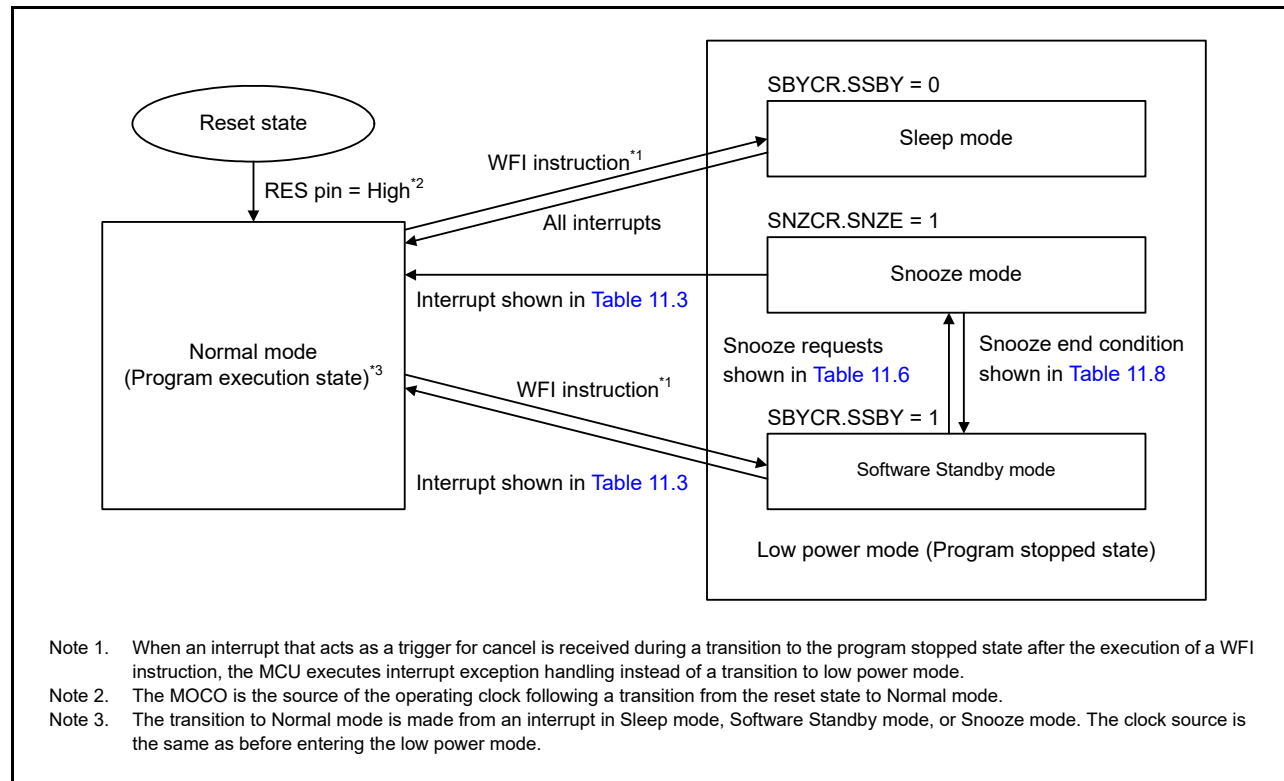 SBYCR.SSBY = 0
Reset state
Sleep mode
WFI instruction*1
RES pin = High*2
All interrupts
SNZCR.SNZE = 1
Snooze mode
Interrupt shown in Table 11.3
Normal mode
(Program execution state)*3
Snooze requests
shown in Table 11.6
Snooze end condition
shown in Table 11.8
WFI instruction*1
SBYCR.SSBY = 1
Software Standby mode
Interrupt shown in Table 11.3
Low power mode (Program stopped state)
Note 1. When an interrupt that acts as a trigger for cancel is received during a transition to the program stopped state after the execution of a WFI
instruction, the MCU executes interrupt exception handling instead of a transition to low power mode.
Note 2. The MOCO is the source of the operating clock following a transition from the reset state to Normal mode.
Note 3. The transition to Normal mode is made from an interrupt in Sleep mode, Software Standby mode, or Snooze mode. The clock source is
the same as before entering the low power mode.